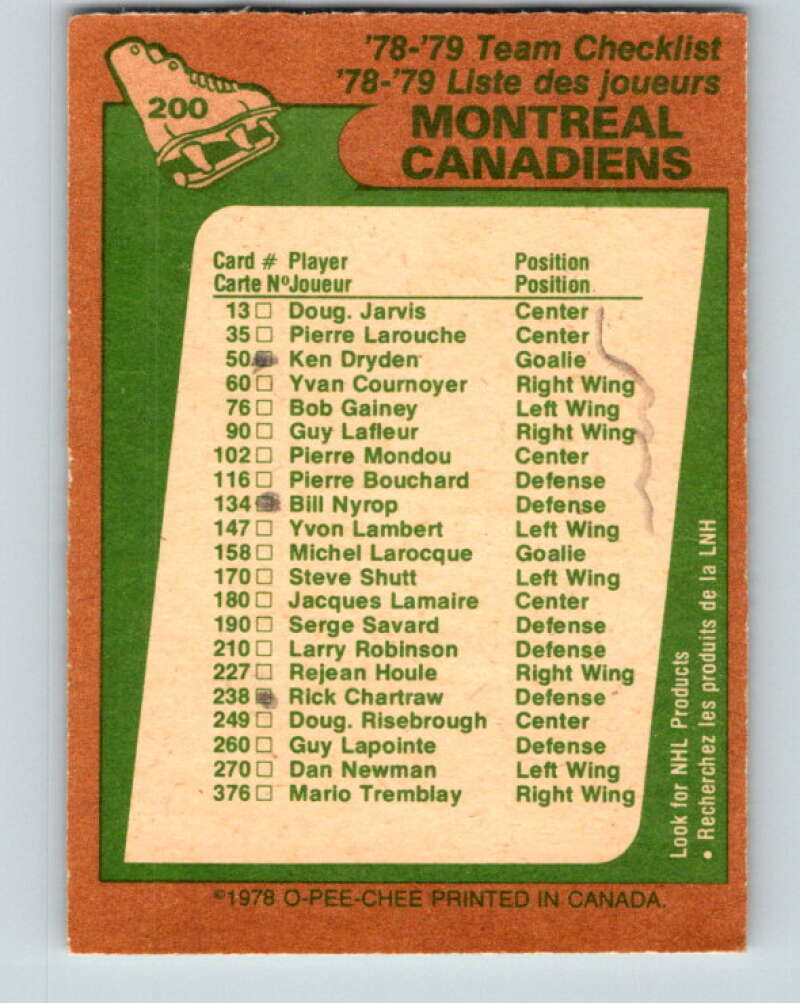 200
'78-'79 Team Checklist
'78-'79 Liste des joueurs
MONTREAL
CANADIENS
Card # Player Position
Carte Nº Joueur Position
13 □ Doug. Jarvis Center
35 □ Pierre Larouche Center
50 ■ Ken Dryden Goalie
60 □ Yvan Cournoyer Right Wing
76 □ Bob Gainey Left Wing
90 □ Guy Lafleur Right Wing
102 □ Pierre Mondou Center
116 □ Pierre Bouchard Defense
134 ■ Bill Nyrop Defense
147 □ Yvon Lambert Left Wing
158 □ Michel Larocque Goalie
170 □ Steve Shutt Left Wing
180 □ Jacques Lamaire Center
190 □ Serge Savard Defense
210 □ Larry Robinson Defense
227 □ Rejean Houle Right Wing
238 ■ Rick Chartraw Defense
249 □ Doug. Risebrough Center
260 □ Guy Lapointe Defense
270 □ Dan Newman Left Wing
376 □ Mario Tremblay Right Wing
Look for NHL Products
• Recherchez les produits de la LNH
©1978 O-PEE-CHEE PRINTED IN CANADA.